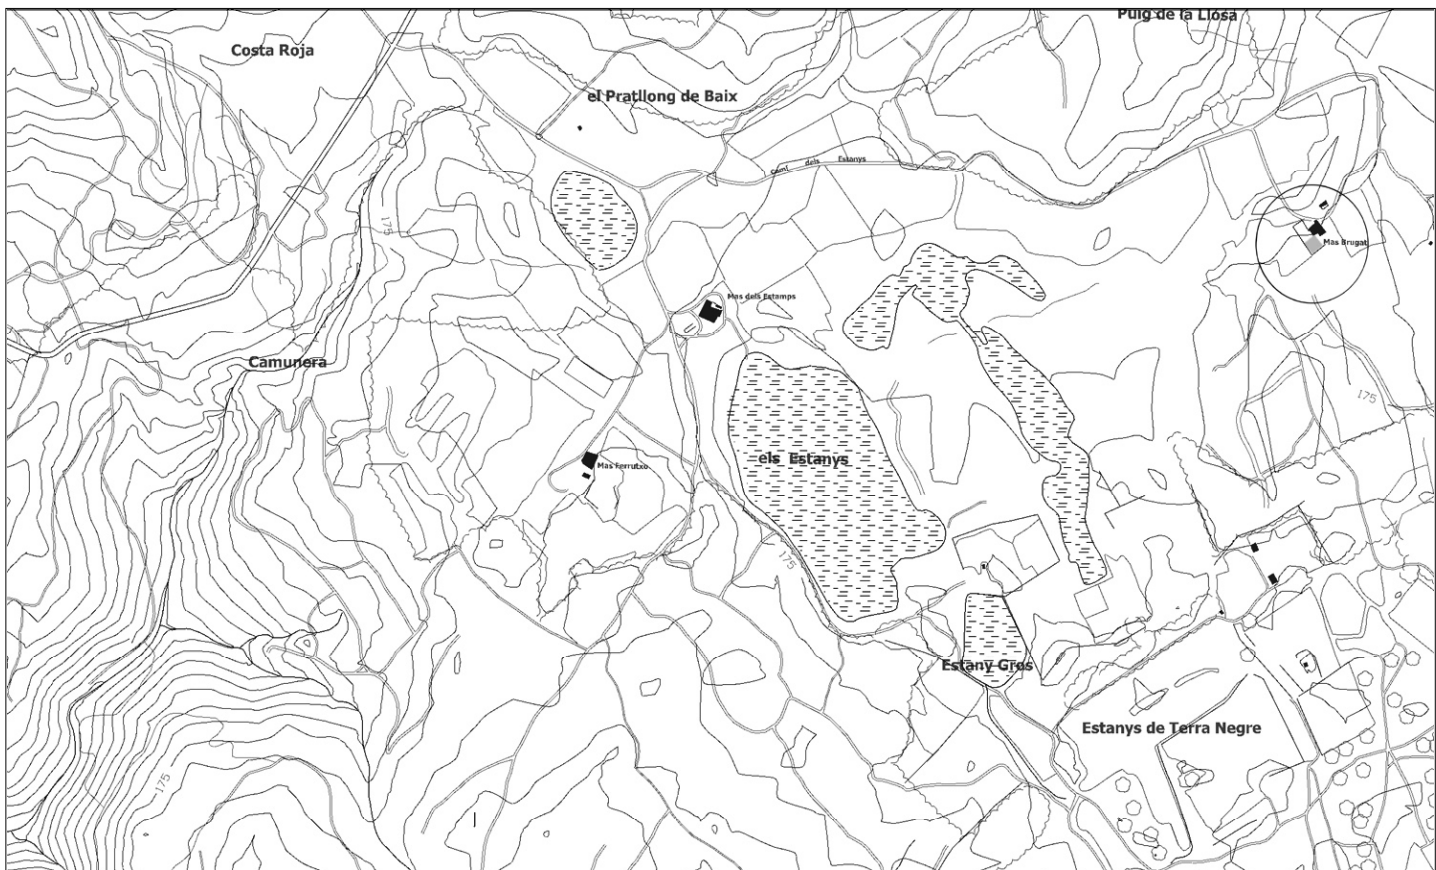 Puig de la Llosa
Costa Roja
el Pratllong de Baix
Camí dels Estanys
175
Mas Brugat
Mas dels Estamps
Camunera
175
els Estanys
Mas Ferrutxo
175
Estany Gros
Estanys de Terra Negre
175